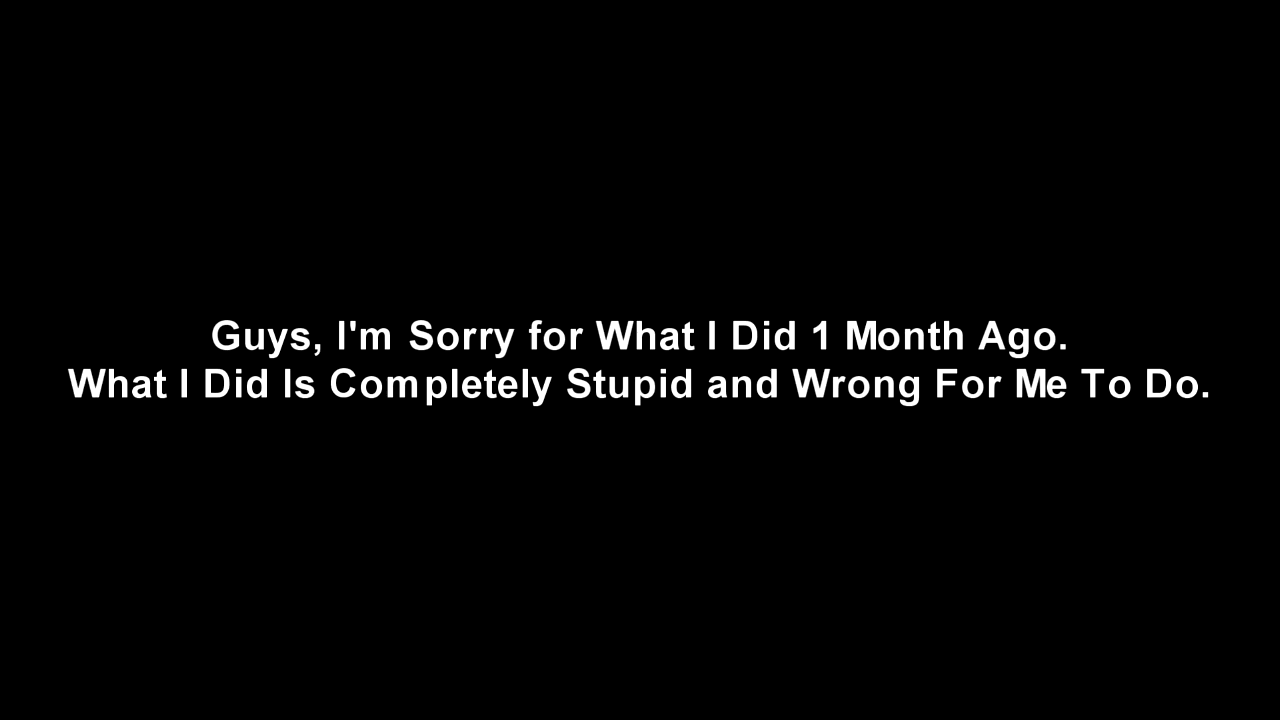 Guys, I'm Sorry for What I Did 1 Month Ago.
What I Did Is Completely Stupid and Wrong For Me To Do.